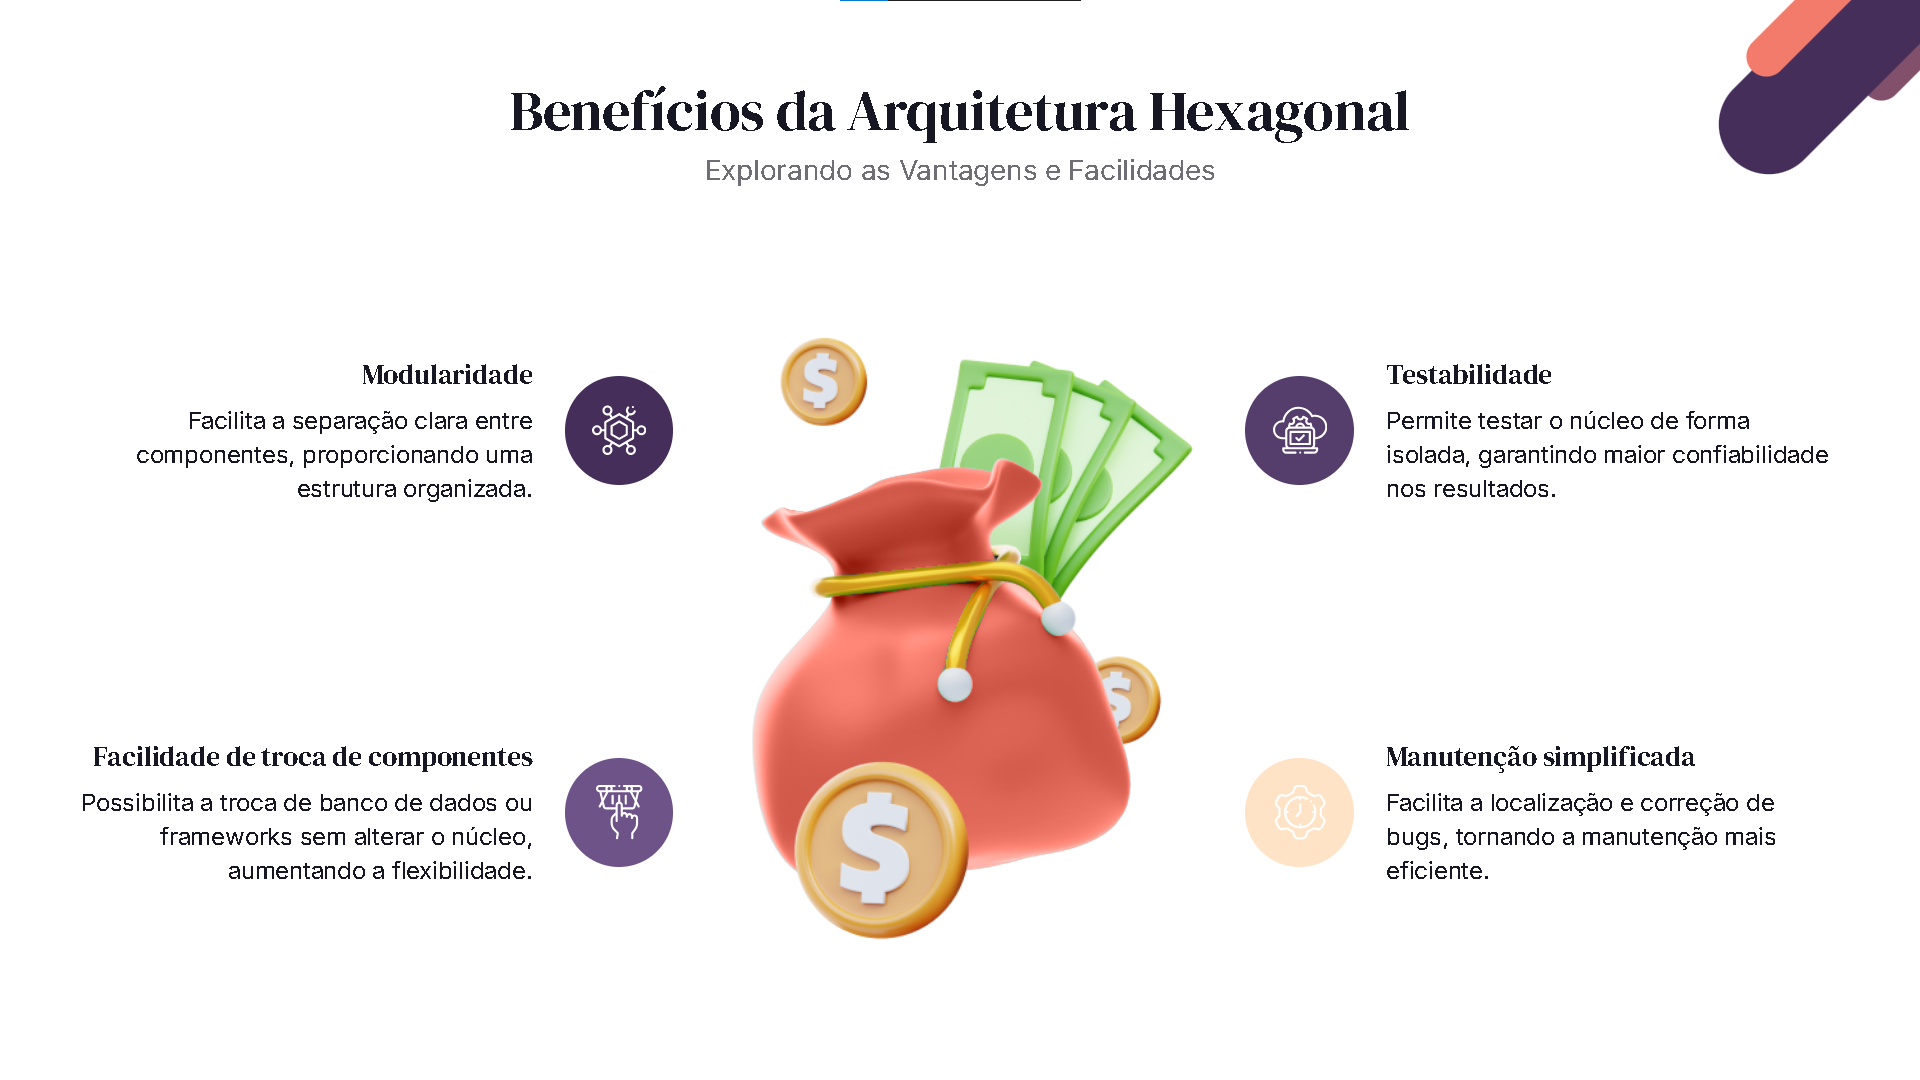 Benefícios da Arquitetura Hexagonal
Explorando as Vantagens e Facilidades
Modularidade
Facilita a separação clara entre
componentes, proporcionando uma
estrutura organizada.
Testabilidade
Permite testar o núcleo de forma
isolada, garantindo maior confiabilidade
nos resultados.
Facilidade de troca de componentes
Possibilita a troca de banco de dados ou
frameworks sem alterar o núcleo,
aumentando a flexibilidade.
Manutenção simplificada
Facilita a localização e correção de
bugs, tornando a manutenção mais
eficiente.
$
$
$